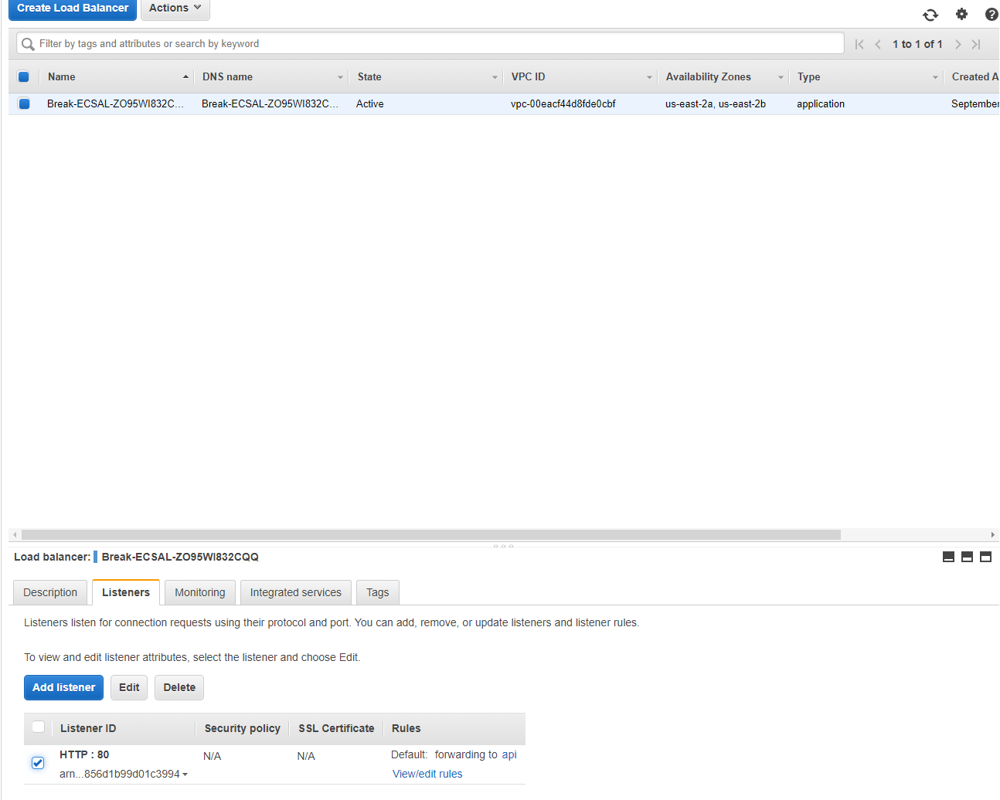 Create Load Balancer Actions
Filter by tags and attributes or search by keyword 1 to 1 of 1
Name DNS name State VPC ID Availability Zones Type Created A
Break-ECSAL-ZO95WI832C... Break-ECSAL-ZO95WI832C... Active vpc-00eacf44d8fde0cbf us-east-2a, us-east-2b application September
Load balancer: Break-ECSAL-ZO95WI832CQQ
Description Listeners Monitoring Integrated services Tags
Listeners listen for connection requests using their protocol and port. You can add, remove, or update listeners and listener rules.
To view and edit listener attributes, select the listener and choose Edit.
Add listener Edit Delete
Listener ID Security policy SSL Certificate Rules
HTTP : 80 N/A N/A Default: forwarding to api
arn...856d1b99d01c3994 View/edit rules